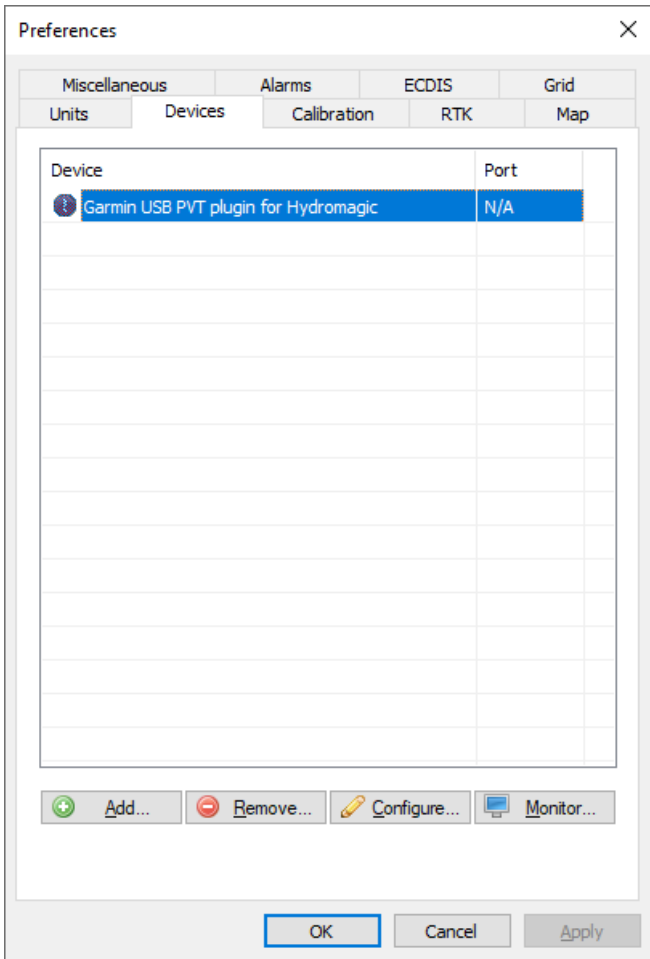 Preferences
Miscellaneous Alarms ECDIS Grid
Units Devices Calibration RTK Map
Device Port
Garmin USB PVT plugin for Hydromagic N/A
Add... Remove... Configure... Monitor...
OK Cancel Apply